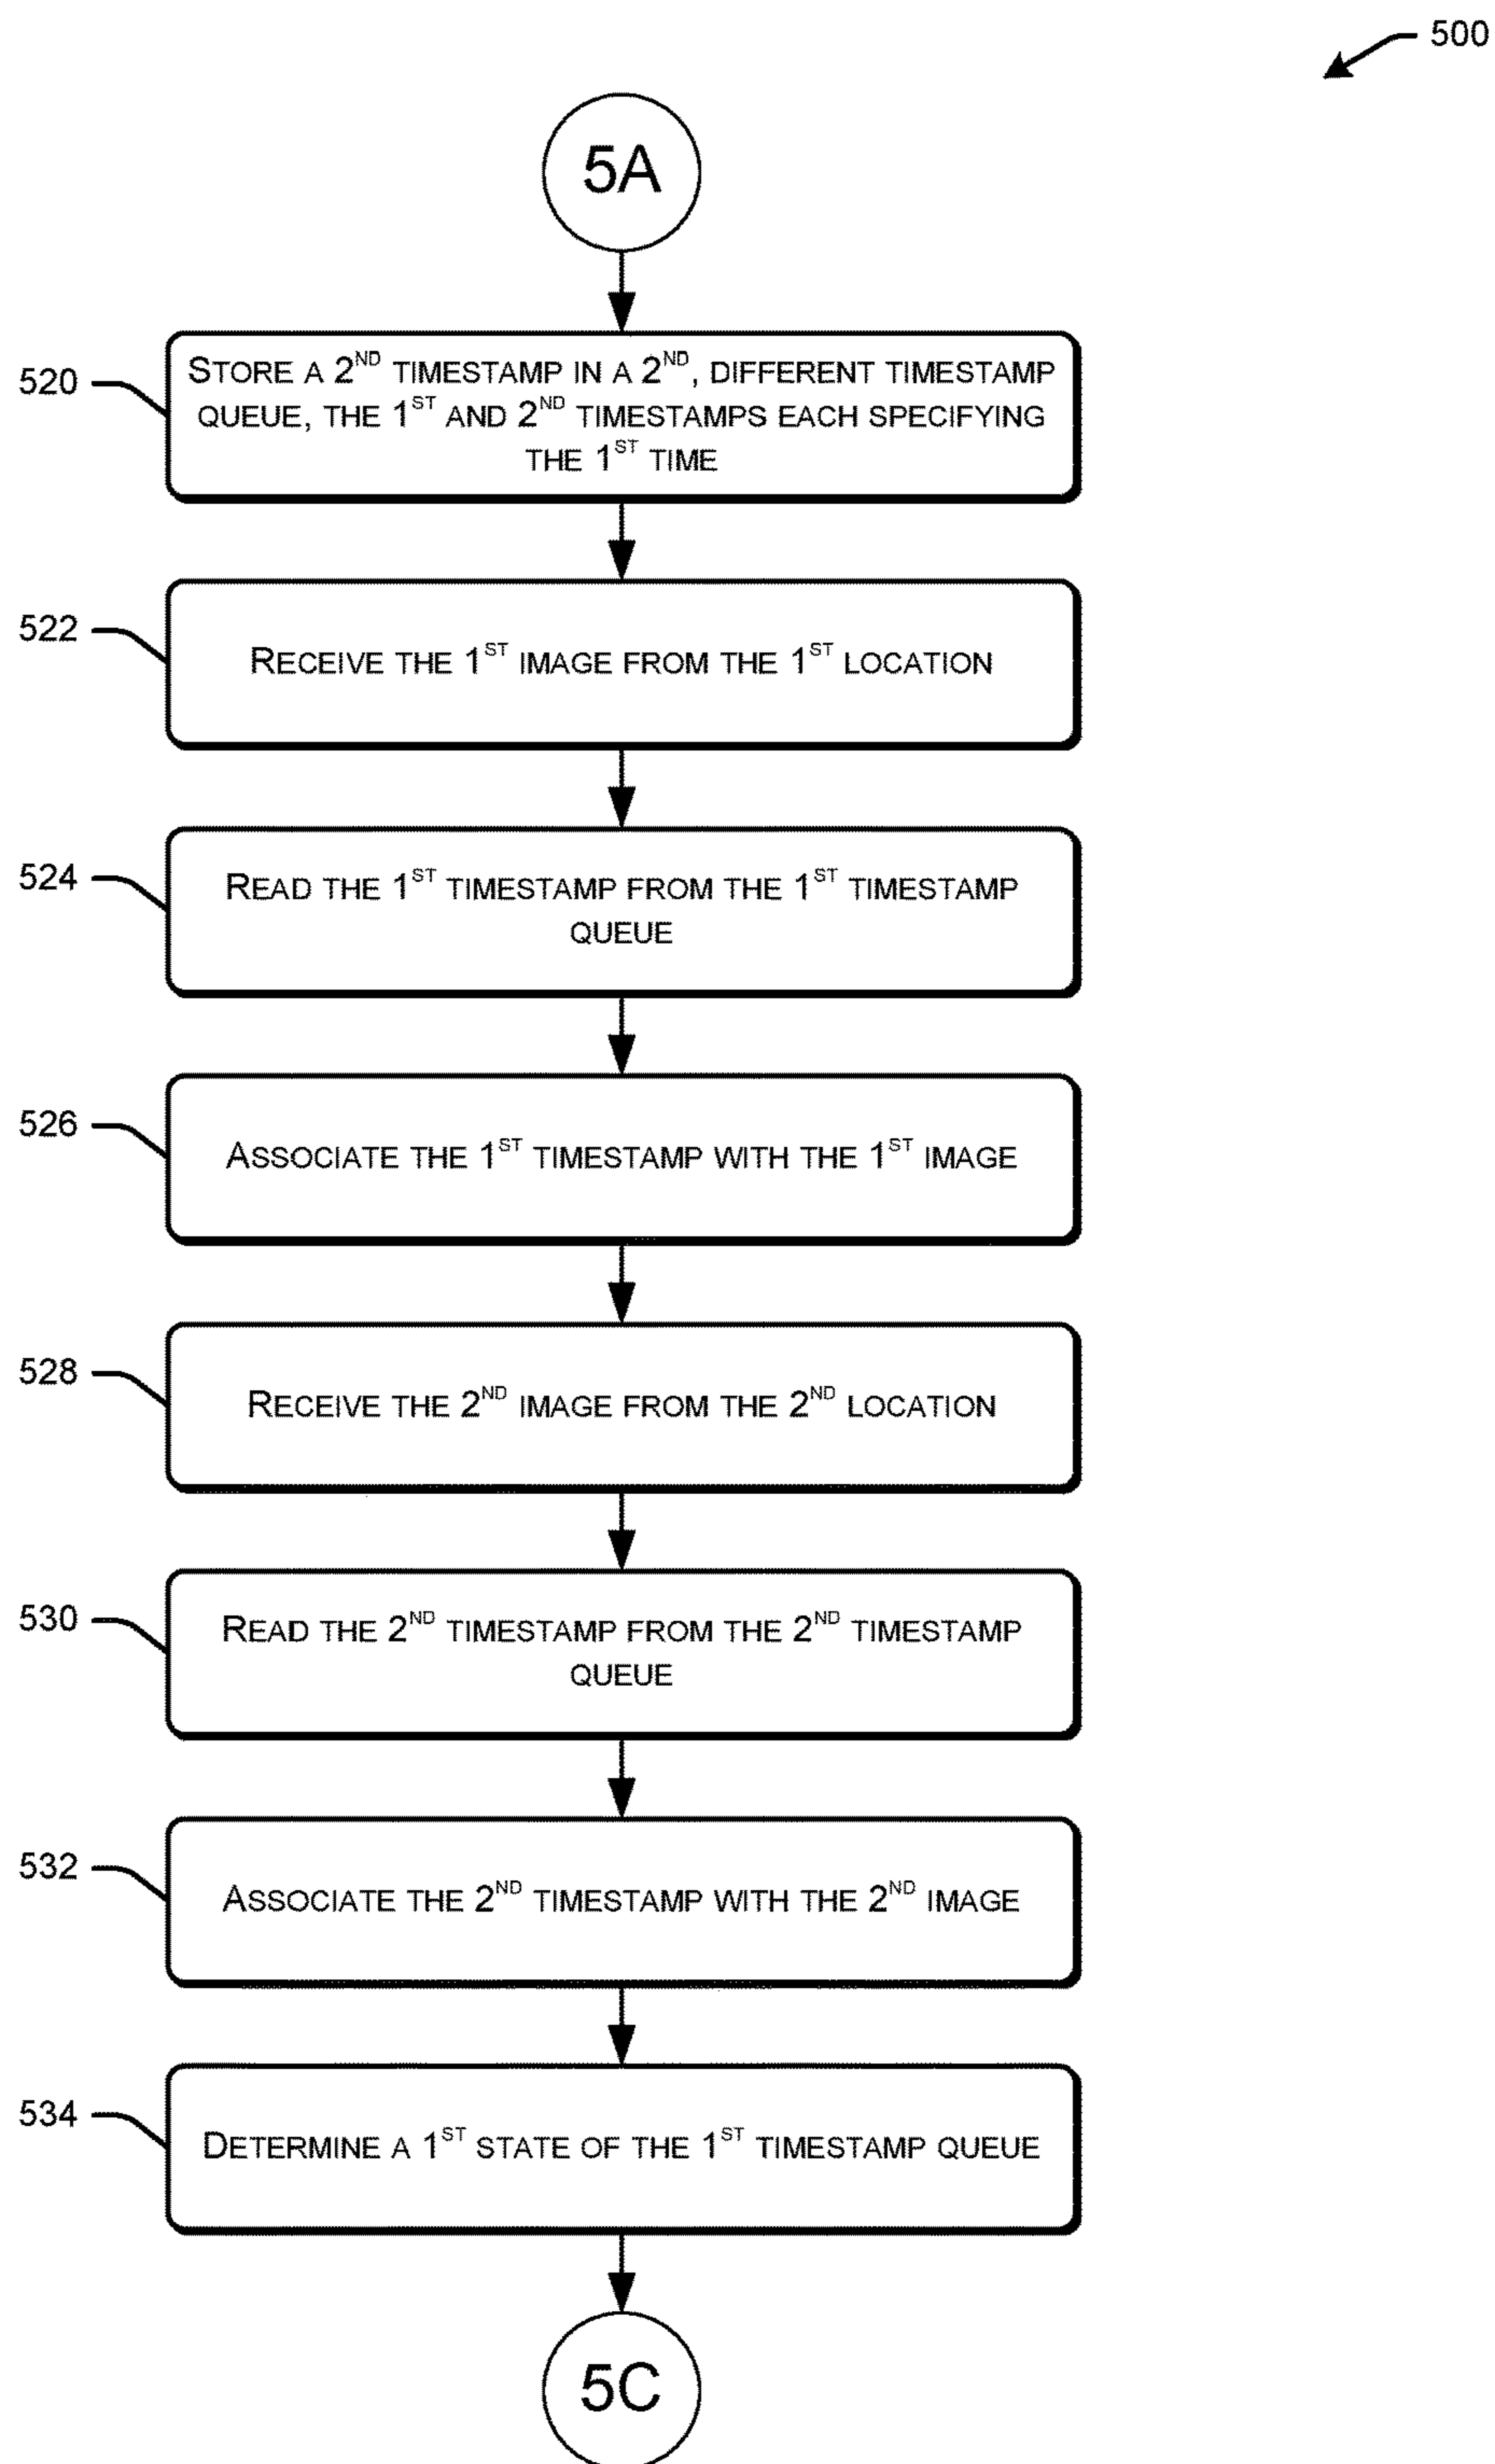 500
5A
520
STORE A 2ND TIMESTAMP IN A 2ND, DIFFERENT TIMESTAMP
QUEUE, THE 1ST AND 2ND TIMESTAMPS EACH SPECIFYING
THE 1ST TIME
522
RECEIVE THE 1ST IMAGE FROM THE 1ST LOCATION
524
READ THE 1ST TIMESTAMP FROM THE 1ST TIMESTAMP
QUEUE
526
ASSOCIATE THE 1ST TIMESTAMP WITH THE 1ST IMAGE
528
RECEIVE THE 2ND IMAGE FROM THE 2ND LOCATION
530
READ THE 2ND TIMESTAMP FROM THE 2ND TIMESTAMP
QUEUE
532
ASSOCIATE THE 2ND TIMESTAMP WITH THE 2ND IMAGE
534
DETERMINE A 1ST STATE OF THE 1ST TIMESTAMP QUEUE
5C